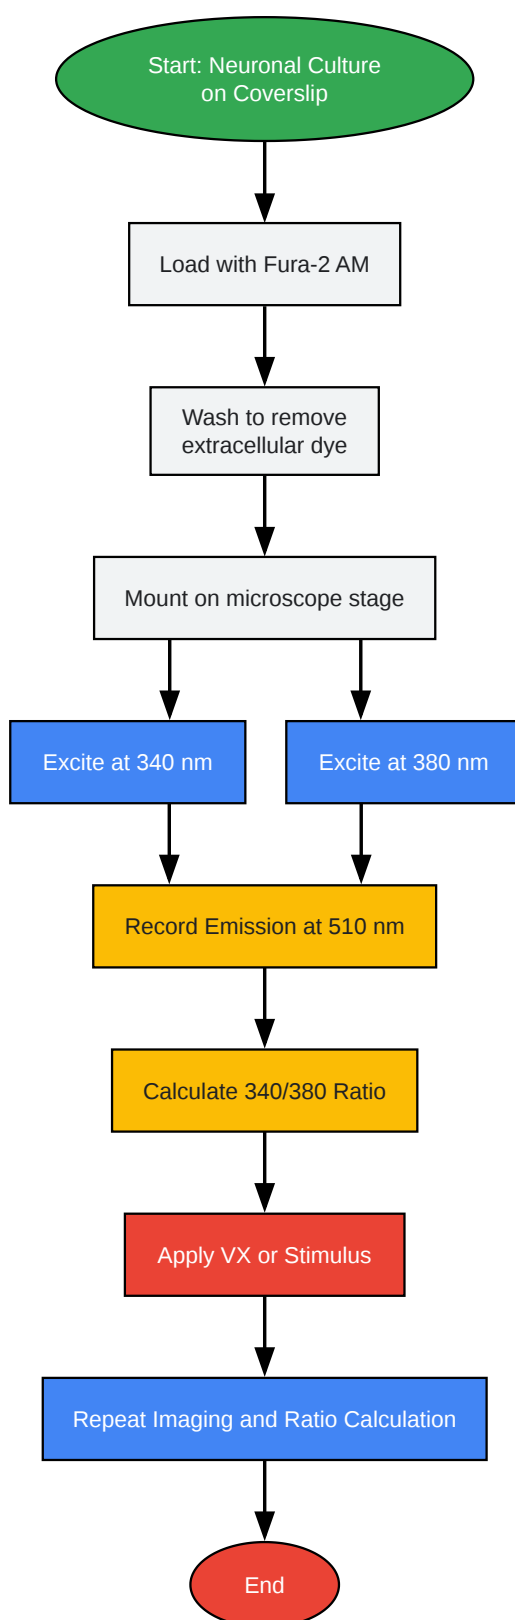 Start: Neuronal Culture
on Coverslip
Load with Fura-2 AM
Wash to remove
extracellular dye
Mount on microscope stage
Excite at 340 nm
Excite at 380 nm
Record Emission at 510 nm
Calculate 340/380 Ratio
Apply VX or Stimulus
Repeat Imaging and Ratio Calculation
End